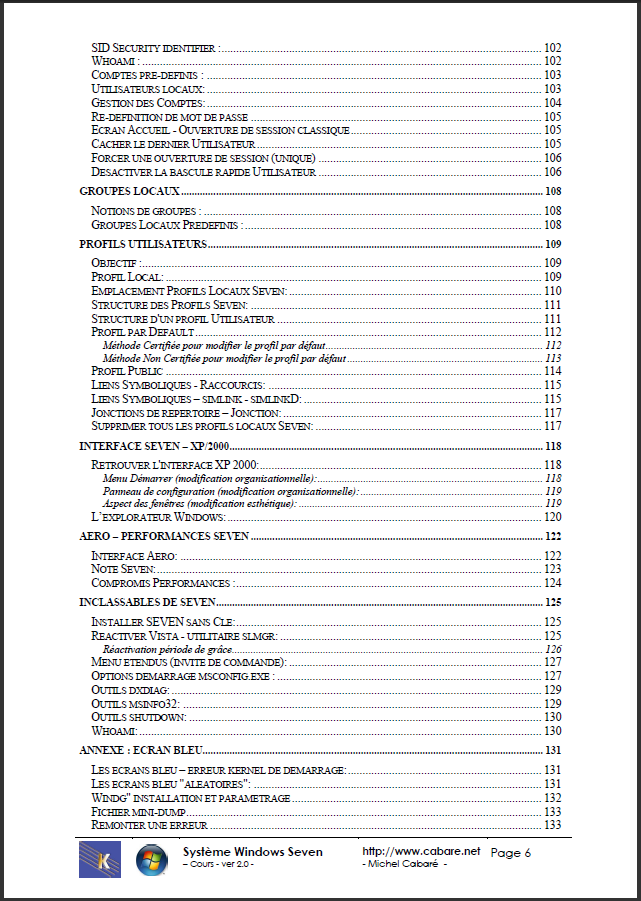 SID SECURITY IDENTIFIER : 102
WHOAMI : 102
COMPTES PRE-DEFINIS : 103
UTILISATEURS LOCAUX: 103
GESTION DES COMPTES: 104
RE-DEFINITION DE MOT DE PASSE 105
ECRAN ACCUEIL - OUVERTURE DE SESSION CLASSIQUE 105
CACHER LE DERNIER UTILISATEUR 105
FORCER UNE OUVERTURE DE SESSION (UNIQUE) 106
DESACTIVER LA BASCULE RAPIDE UTILISATEUR 106
GROUPES LOCAUX 108
NOTIONS DE GROUPES : 108
GROUPES LOCAUX PREDEFINIS : 108
PROFILS UTILISATEURS 109
OBJECTIF : 109
PROFIL LOCAL: 109
EMPLACEMENT PROFILS LOCAUX SEVEN: 110
STRUCTURE DES PROFILS SEVEN: 111
STRUCTURE D'UN PROFIL UTILISATEUR 111
PROFIL PAR DEFAULT 112
Méthode Certifiée pour modifier le profil par défaut 112
Méthode Non Certifiée pour modifier le profil par défaut 113
PROFIL PUBLIC 114
LIENS SYMBOLIQUES - RACCOURCIS: 115
LIENS SYMBOLIQUES – SIMLINK - SIMLINKD: 115
JONCTIONS DE REPERTOIRE – JONCTION: 117
SUPPRIMER TOUS LES PROFILS LOCAUX SEVEN: 117
INTERFACE SEVEN – XP/2000 118
RETROUVER L'INTERFACE XP 2000: 118
Menu Démarrer (modification organisationnelle): 118
Panneau de configuration (modification organisationnelle): 119
Aspect des fenêtres (modification esthétique): 119
L'EXPLORATEUR WINDOWS: 120
AERO – PERFORMANCES SEVEN 122
INTERFACE AERO: 122
NOTE SEVEN: 123
COMPROMIS PERFORMANCES : 124
INCLASSABLES DE SEVEN 125
INSTALLER SEVEN SANS CLE: 125
REACTIVER VISTA - UTILITAIRE SLMGR: 125
Réactivation période de grâce 126
MENU ETENDUS (INVITE DE COMMANDE): 127
OPTIONS DEMARRAGE MSCONFIG.EXE : 127
OUTILS DXDIAG: 129
OUTILS MSINFO32: 129
OUTILS SHUTDOWN: 130
WHOAMI: 130
ANNEXE : ECRAN BLEU 131
LES ECRANS BLEU – ERREUR KERNEL DE DEMARRAGE: 131
LES ECRANS BLEU "ALEATOIRES": 131
WINDG" INSTALLATION ET PARAMETRAGE 132
FICHIER MINI-DUMP 133
REMONTER UNE ERREUR 133
K
Système Windows Seven http://www.cabare.net Page 6
– Cours - ver 2.0 - - Michel Cabaré -